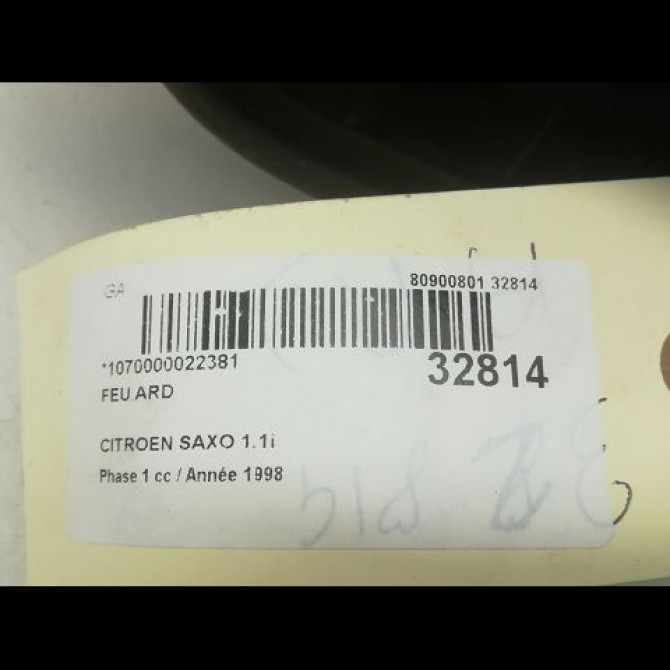 GA
80900801 32814
*1070000022381
32814
FEU ARD
CITROEN SAXO 1.1i
Phase 1 cc / Année 1998